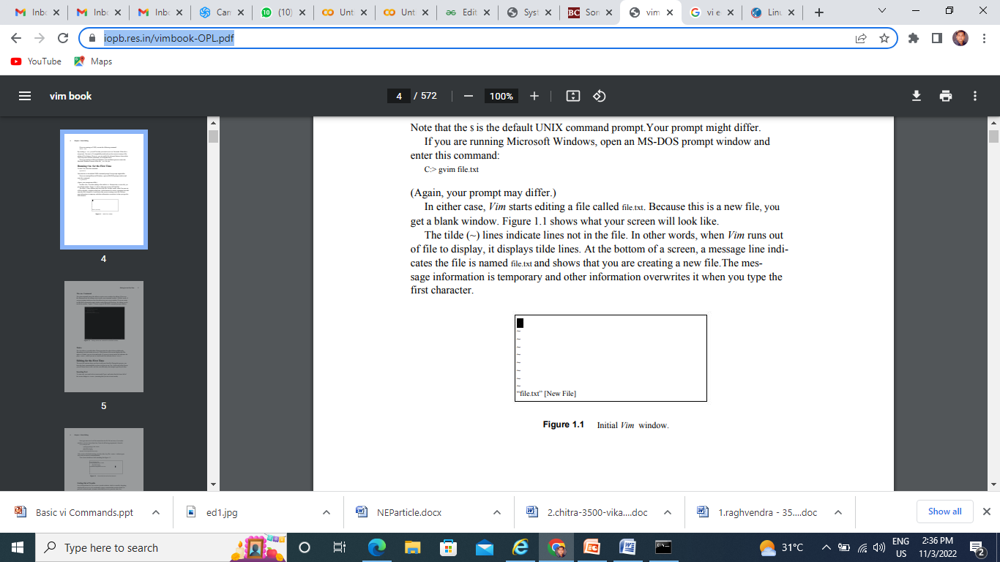 Inbo
Inbo
Inbo
Can
(10)
Unti
Unti
Edit
Syst
Son
vim
vi e
Linu
iopb.res.in/vimbook-OPL.pdf
YouTube
Maps
vim book
4 / 572
100%
4
5
Note that the $ is the default UNIX command prompt.Your prompt might differ.
If you are running Microsoft Windows, open an MS-DOS prompt window and
enter this command:
C:> gvim file.txt
(Again, your prompt may differ.)
In either case, Vim starts editing a file called file.txt. Because this is a new file, you
get a blank window. Figure 1.1 shows what your screen will look like.
The tilde (~) lines indicate lines not in the file. In other words, when Vim runs out
of file to display, it displays tilde lines. At the bottom of a screen, a message line indi-
cates the file is named file.txt and shows that you are creating a new file.The mes-
sage information is temporary and other information overwrites it when you type the
first character.
~
~
~
~
~
~
~
~
“file.txt” [New File]
Figure 1.1 Initial Vim window.
Basic vi Commands.ppt
ed1.jpg
NEParticle.docx
2.chitra-3500-vika....doc
1.raghvendra - 35....doc
Show all
Type here to search
31°C
ENG
US
2:36 PM
11/3/2022
2